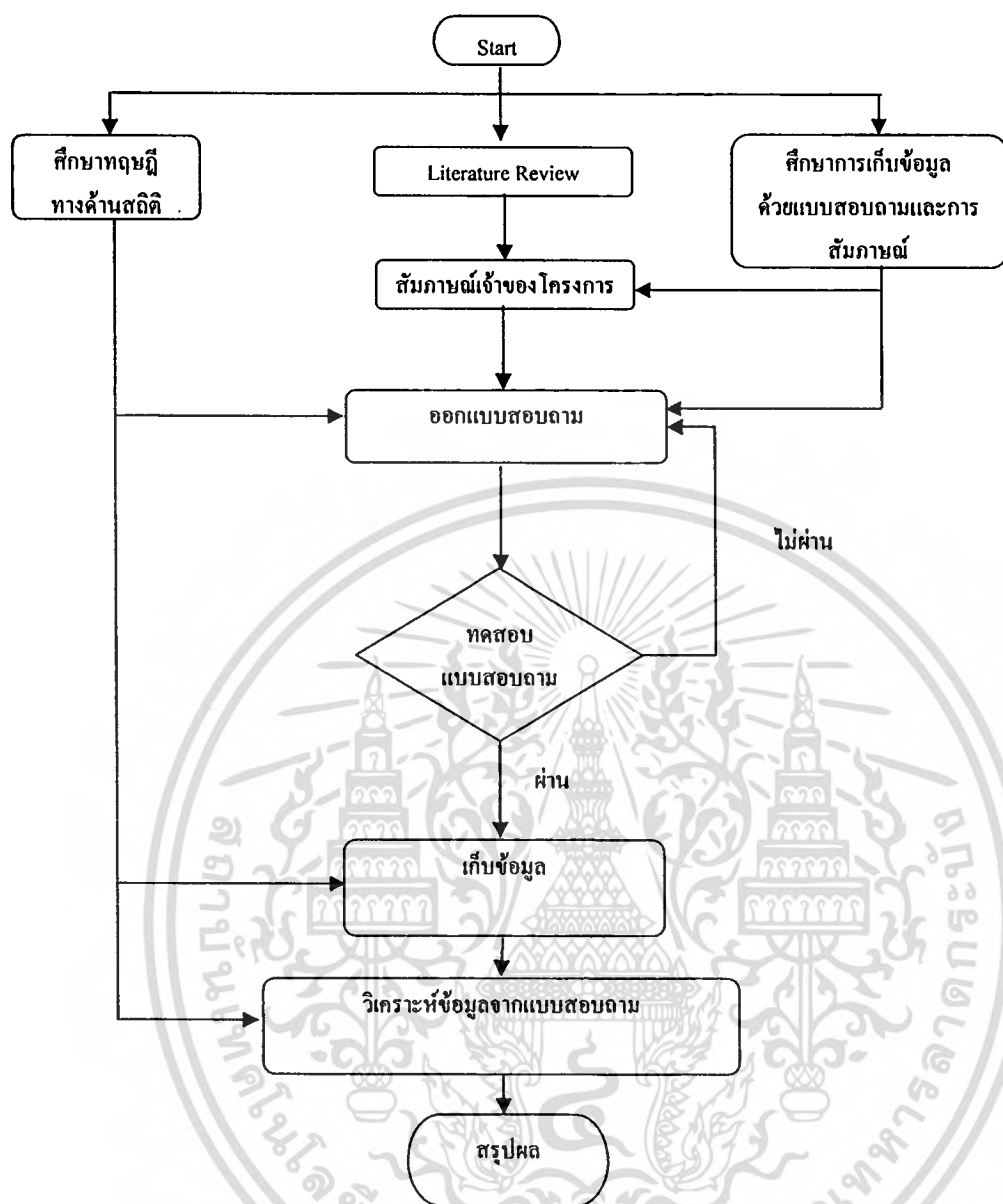 Start
ศึกษาทฤษฎี
ทางด้านสถิติ
Literature Review
ศึกษาการเก็บข้อมูล
ด้วยแบบสอบถามและการ
สัมภาษณ์
สัมภาษณ์เจ้าของโครงการ
ออกแบบสอบถาม
ไม่ผ่าน
ทดสอบ
แบบสอบถาม
ผ่าน
เก็บข้อมูล
วิเคราะห์ข้อมูลจากแบบสอบถาม
สรุปผล